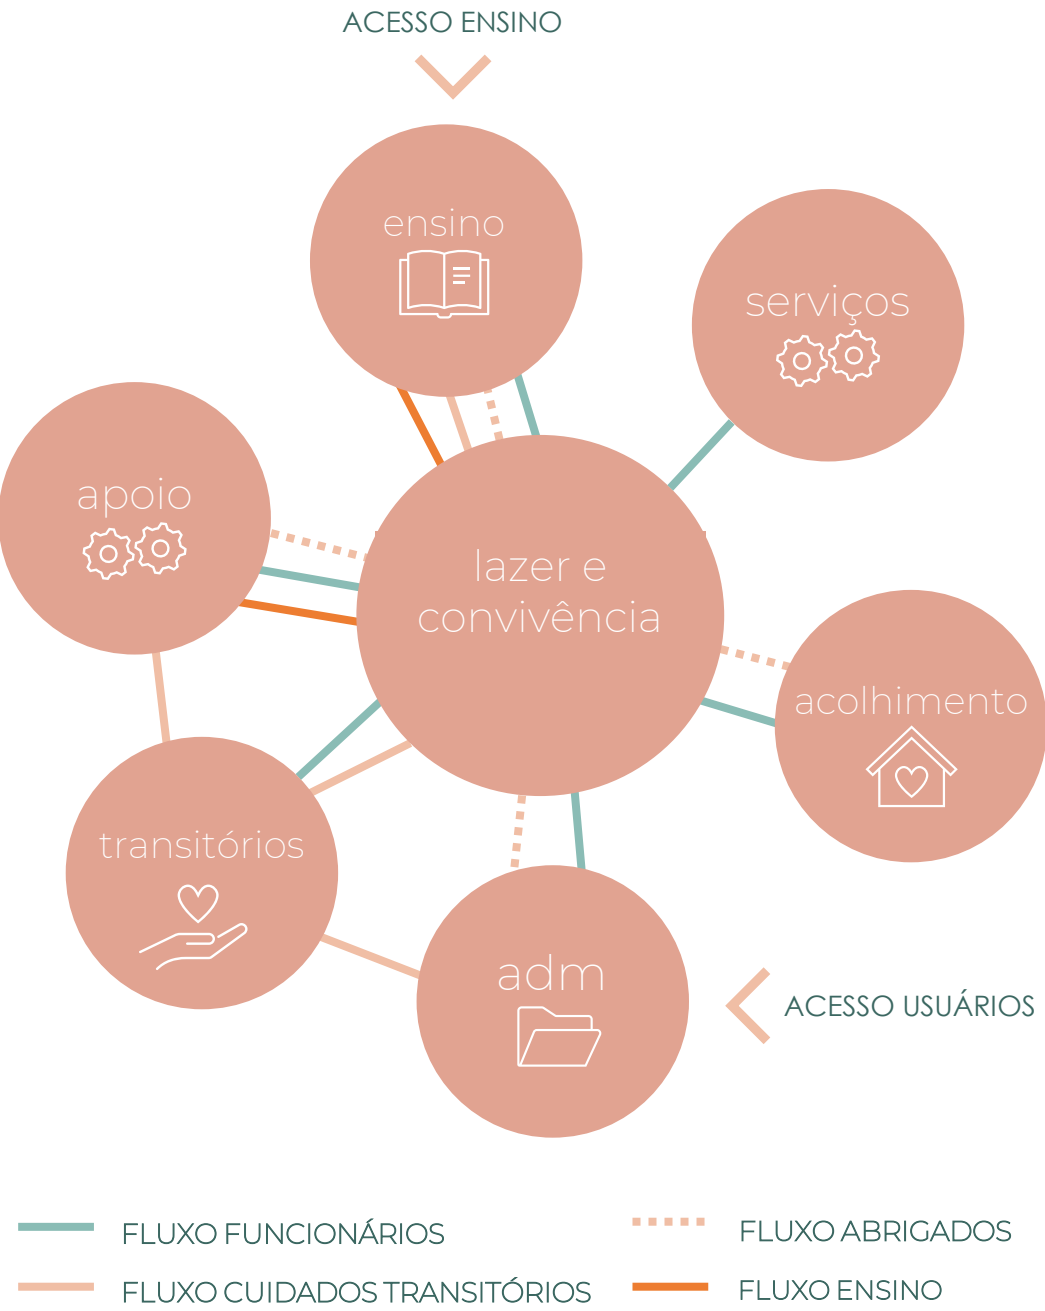 ACESSO ENSINO
ensino
serviços
apoio
lazer e
convivência
acolhimento
transitórios
adm
ACESSO USUÁRIOS
FLUXO FUNCIONÁRIOS
FLUXO ABRIGADOS
FLUXO CUIDADOS TRANSITÓRIOS
FLUXO ENSINO